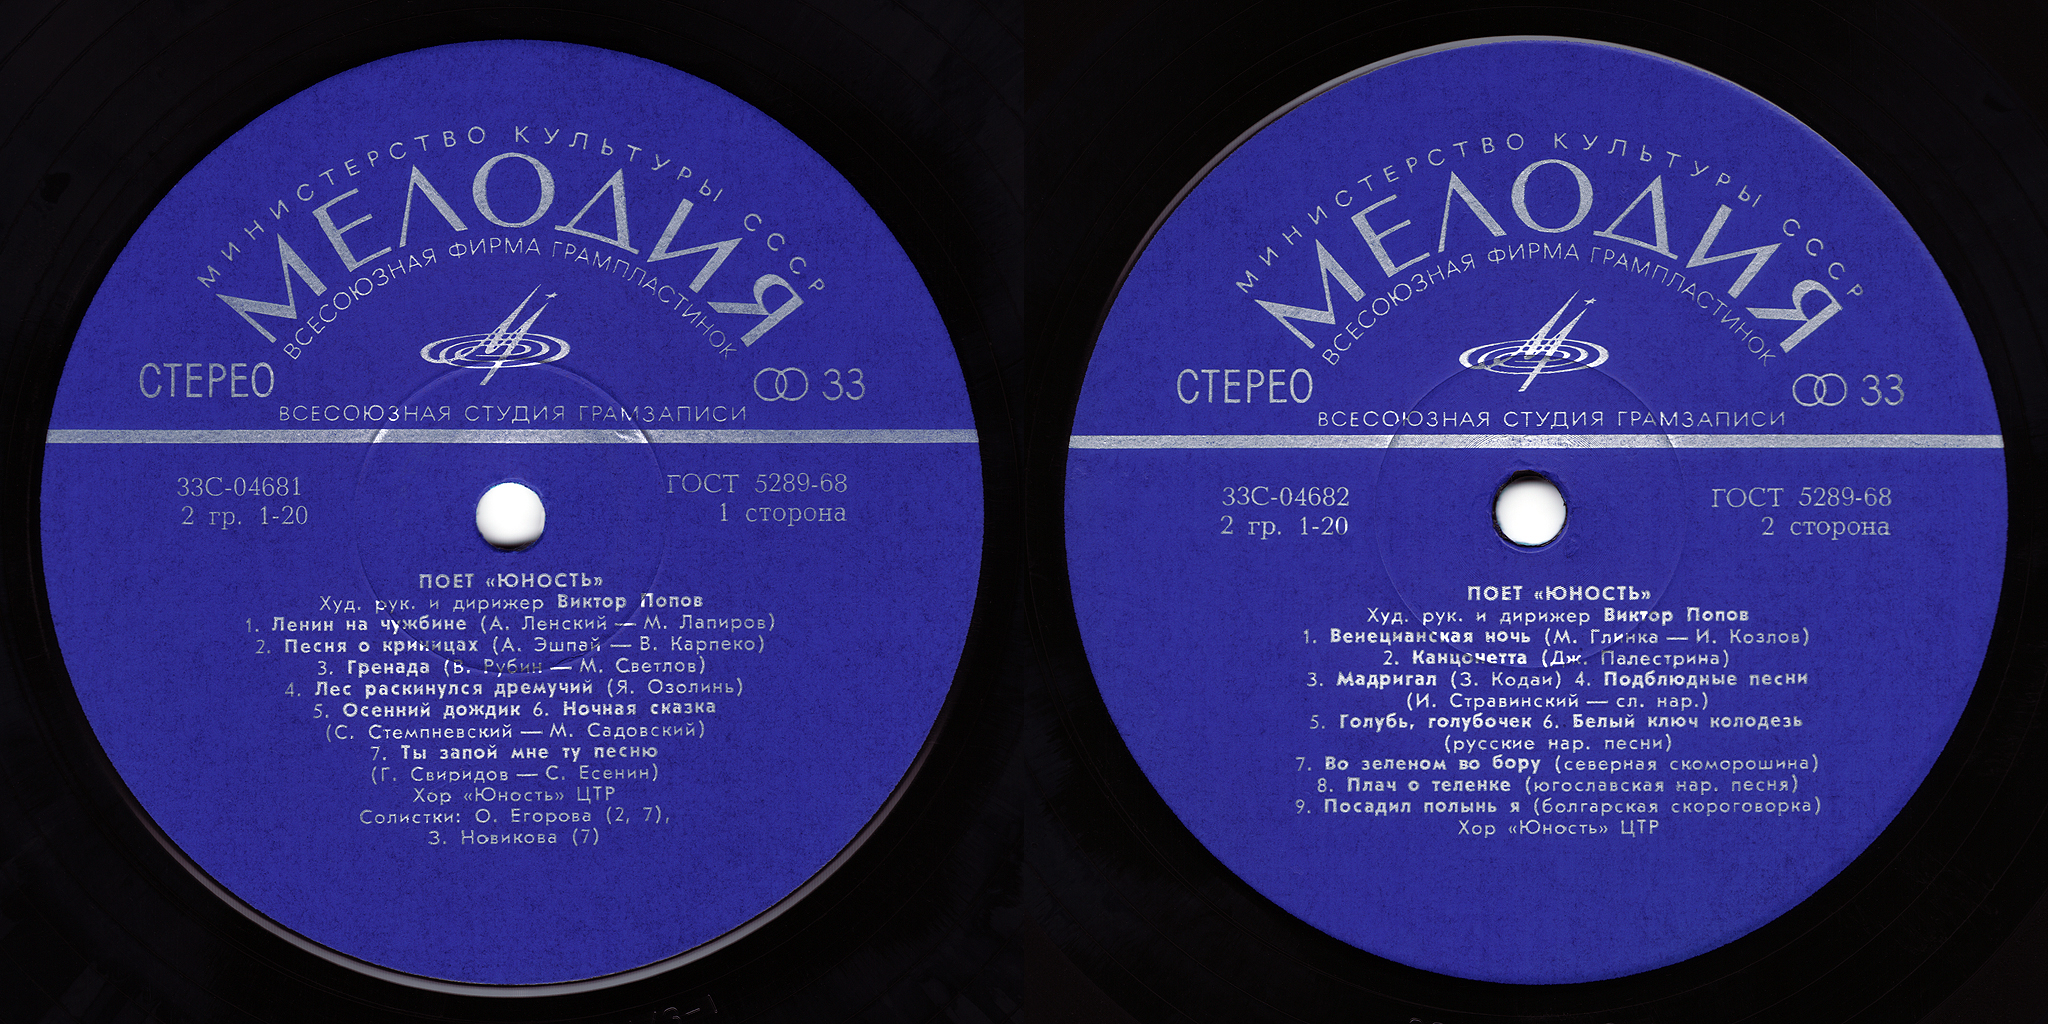 МИНИСТЕРСТВО КУЛЬТУРЫ СССР
МЕЛОДИЯ
ВСЕСОЮЗНАЯ ФИРМА ГРАМПЛАСТИНОК
СТЕРЕО
33
ВСЕСОЮЗНАЯ СТУДИЯ ГРАМЗАПИСИ
33С-04681
2 гр. 1-20
ГОСТ 5289-68
1 сторона
ПОЕТ «ЮНОСТЬ»
Худ. рук. и дирижер Виктор Попов
1. Ленин на чужбине (А. Ленский — М. Лапиров)
2. Песня о криницах (А. Эшпай — В. Карпеко)
3. Гренада (В. Рубин — М. Светлов)
4. Лес раскинулся дремучий (Я. Озолинь)
5. Осенний дождик 6. Ночная сказка
(С. Стемпневский — М. Садовский)
7. Ты запой мне ту песню
(Г. Свиридов — С. Есенин)
Хор «Юность» ЦТР
Солистки: О. Егорова (2, 7),
З. Новикова (7)
МИНИСТЕРСТВО КУЛЬТУРЫ СССР
МЕЛОДИЯ
ВСЕСОЮЗНАЯ ФИРМА ГРАМПЛАСТИНОК
СТЕРЕО
33
ВСЕСОЮЗНАЯ СТУДИЯ ГРАМЗАПИСИ
33С-04682
2 гр. 1-20
ГОСТ 5289-68
2 сторона
ПОЕТ «ЮНОСТЬ»
Худ. рук. и дирижер Виктор Попов
1. Венецианская ночь (М. Глинка — И. Козлов)
2. Канцонетта (Дж. Палестрина)
3. Мадригал (З. Кодаи) 4. Подблюдные песни
(И. Стравинский — сл. нар.)
5. Голубь, голубочек 6. Белый ключ колодезь
(русские нар. песни)
7. Во зеленом во бору (северная скоморошина)
8. Плач о теленке (югославская нар. песня)
9. Посадил полынь я (болгарская скороговорка)
Хор «Юность» ЦТР